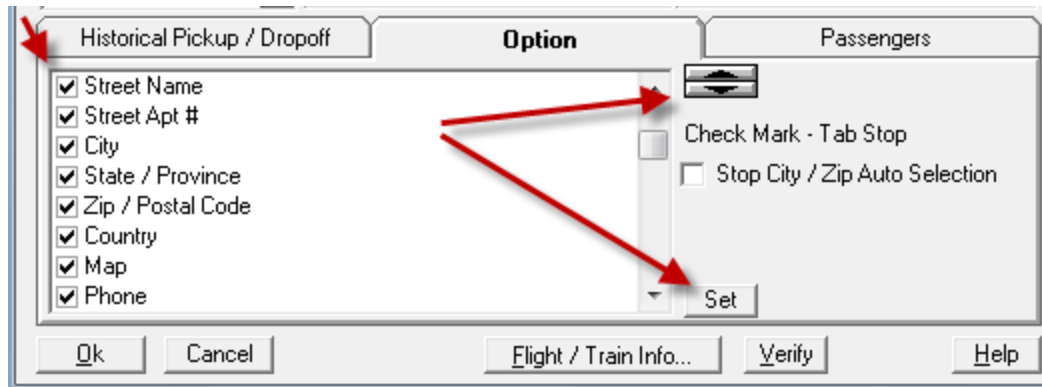 Historical Pickup / Dropoff
Option
Passengers
Street Name
Street Apt #
City
State / Province
Zip / Postal Code
Country
Map
Phone
Check Mark - Tab Stop
Stop City / Zip Auto Selection
Set
Ok
Cancel
Flight / Train Info...
Verify
Help